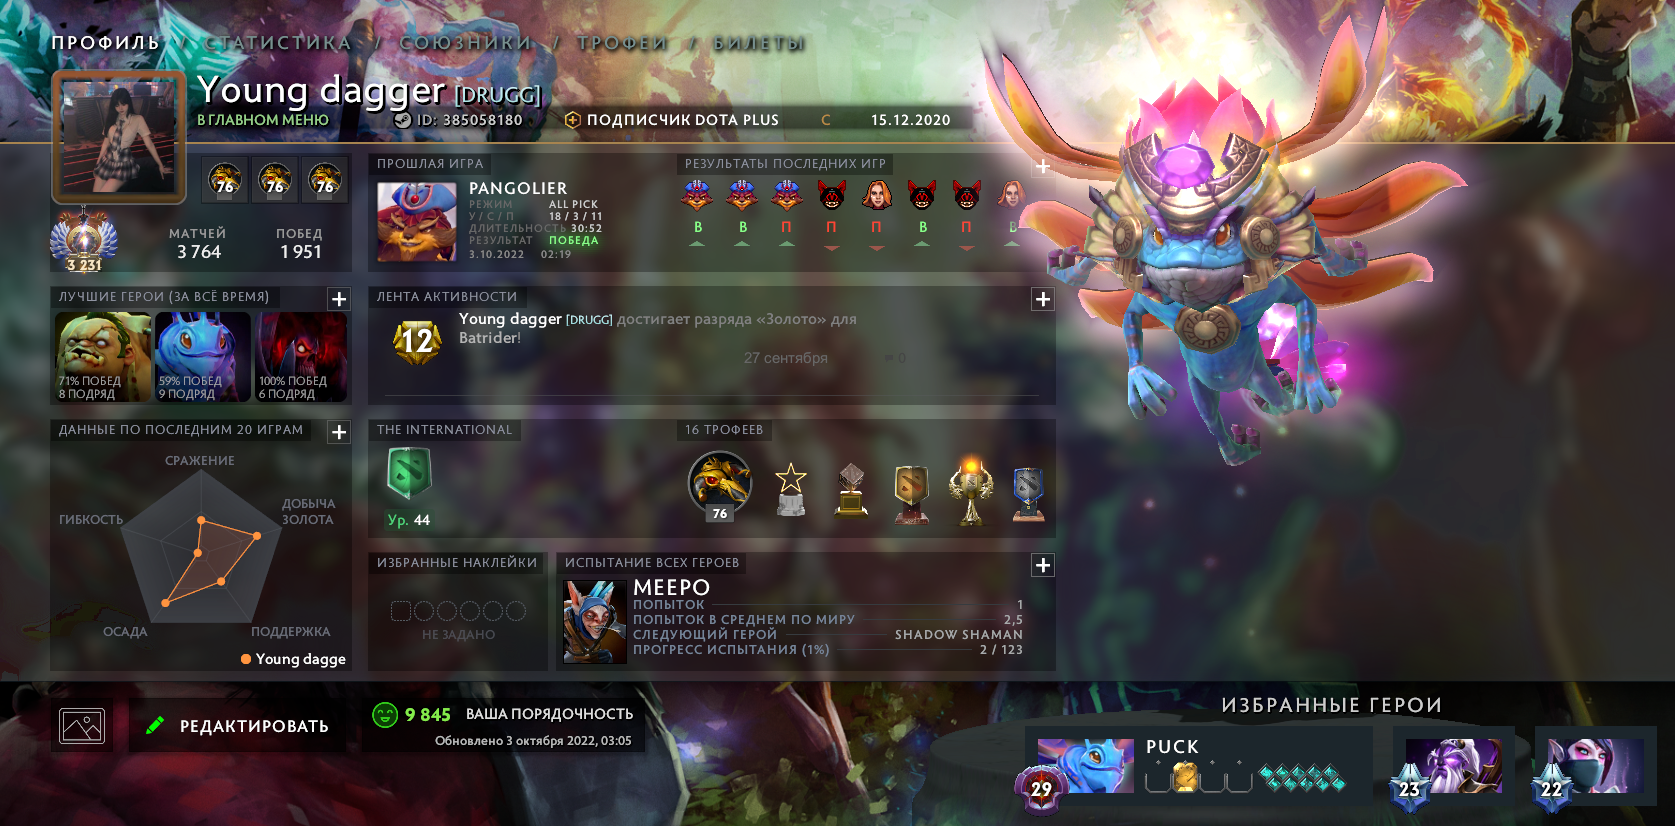 ПРОФИЛЬ / СТАТИСТИКА / СОЮЗНИКИ / ТРОФЕИ / БИЛЕТЫ
Young dagger [DRUGG]
В ГЛАВНОМ МЕНЮ ID: 385058180 ПОДПИСЧИК DOTA PLUS С 15.12.2020
76 76 76
3 231
МАТЧЕЙ ПОБЕД
3 764 1 951
ПРОШЛАЯ ИГРА
PANGOLIER
РЕЖИМ ALL PICK
У / С / П 18 / 3 / 11
ДЛИТЕЛЬНОСТЬ 30:52
РЕЗУЛЬТАТ ПОБЕДА
3.10.2022 02:19
РЕЗУЛЬТАТЫ ПОСЛЕДНИХ ИГР
В В П П П В П В
ЛУЧШИЕ ГЕРОИ (ЗА ВСЁ ВРЕМЯ)
71% ПОБЕД 59% ПОБЕД 100% ПОБЕД
8 ПОДРЯД 9 ПОДРЯД 6 ПОДРЯД
ЛЕНТА АКТИВНОСТИ
12
Young dagger [DRUGG] достигает разряда «Золото» для
Batrider!
27 сентября 0
ДАННЫЕ ПО ПОСЛЕДНИМ 20 ИГРАМ
СРАЖЕНИЕ
ДОБЫЧА
ЗОЛОТА
ГИБКОСТЬ
ОСАДА ПОДДЕРЖКА
Young dagge
THE INTERNATIONAL
Ур. 44
16 ТРОФЕЕВ
76
ИЗБРАННЫЕ НАКЛЕЙКИ
НЕ ЗАДАНО
ИСПЫТАНИЕ ВСЕХ ГЕРОЕВ
MEEPO
ПОПЫТОК 1
ПОПЫТОК В СРЕДНЕМ ПО МИРУ 2,5
СЛЕДУЮЩИЙ ГЕРОЙ SHADOW SHAMAN
ПРОГРЕСС ИСПЫТАНИЯ (1%) 2 / 123
РЕДАКТИРОВАТЬ
9 845 ВАША ПОРЯДОЧНОСТЬ
Обновлено 3 октября 2022, 03:05
ИЗБРАННЫЕ ГЕРОИ
PUCK
29 23 22